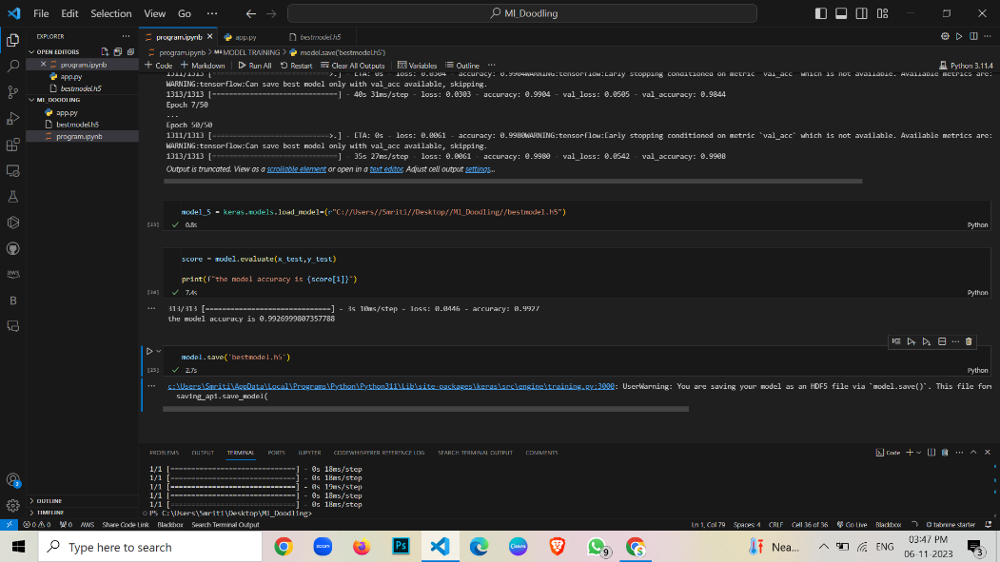 File Edit Selection View Go ··· Ml_Doodling
EXPLORER ···
OPEN EDITORS
program.ipynb
app.py
bestmodel.h5
ML_DOODLING
app.py
bestmodel.h5
program.ipynb
OUTLINE
TIMELINE
program.ipynb app.py bestmodel.h5
program.ipynb > MODEL TRAINING > model.save('bestmodel.h5')
+ Code + Markdown Run All Restart Clear All Outputs Variables Outline ··· Python 3.11.4
1311/1313 [==============================>.] - ETA: 0s - loss: 0.0304 - accuracy: 0.9904WARNING:tensorflow:Early stopping conditioned on metric `val_acc` which is not available. Available metrics are:
WARNING:tensorflow:Can save best model only with val_acc available, skipping.
1313/1313 [==============================] - 40s 31ms/step - loss: 0.0303 - accuracy: 0.9904 - val_loss: 0.0505 - val_accuracy: 0.9844
Epoch 7/50
...
Epoch 50/50
1311/1313 [============================>.] - ETA: 0s - loss: 0.0061 - accuracy: 0.9980WARNING:tensorflow:Early stopping conditioned on metric `val_acc` which is not available. Available metrics are:
WARNING:tensorflow:Can save best model only with val_acc available, skipping.
1313/1313 [==============================] - 35s 27ms/step - loss: 0.0061 - accuracy: 0.9980 - val_loss: 0.0542 - val_accuracy: 0.9908
Output is truncated. View as a scrollable element or open in a text editor. Adjust cell output settings...
model_S = keras.models.load_model=(r"C://Users//Smriti//Desktop//Ml_Doodling//bestmodel.h5")
[23] 0.8s Python
score = model.evaluate(x_test,y_test)
print(f"the model accuracy is {score[1]}")
[24] 7.4s Python
··· 313/313 [==============================] - 3s 10ms/step - loss: 0.0446 - accuracy: 0.9927
the model accuracy is 0.9926999807357788
model.save('bestmodel.h5')
[25] 2.7s Python
··· c:\Users\Smriti\AppData\Local\Programs\Python\Python311\Lib\site-packages\keras\src\engine\training.py:3000: UserWarning: You are saving your model as an HDF5 file via `model.save()`. This file for
saving_api.save_model(
PROBLEMS OUTPUT TERMINAL PORTS JUPYTER CODEWHISPERER REFERENCE LOG SEARCH TERMINAL OUTPUT COMMENTS Code
1/1 [==============================] - 0s 18ms/step
1/1 [==============================] - 0s 18ms/step
1/1 [==============================] - 0s 19ms/step
1/1 [==============================] - 0s 18ms/step
1/1 [==============================] - 0s 18ms/step
PS C:\Users\Smriti\Desktop\Ml_Doodling>
0 0 0 AWS Share Code Link Blackbox Search Terminal Output Ln 1, Col 79 Spaces: 4 CRLF Cell 36 of 36 Go Live Blackbox tabnine starter
Type here to search
zoom Ps Canva 9 S Nea... ENG 03:47 PM
06-11-2023 3